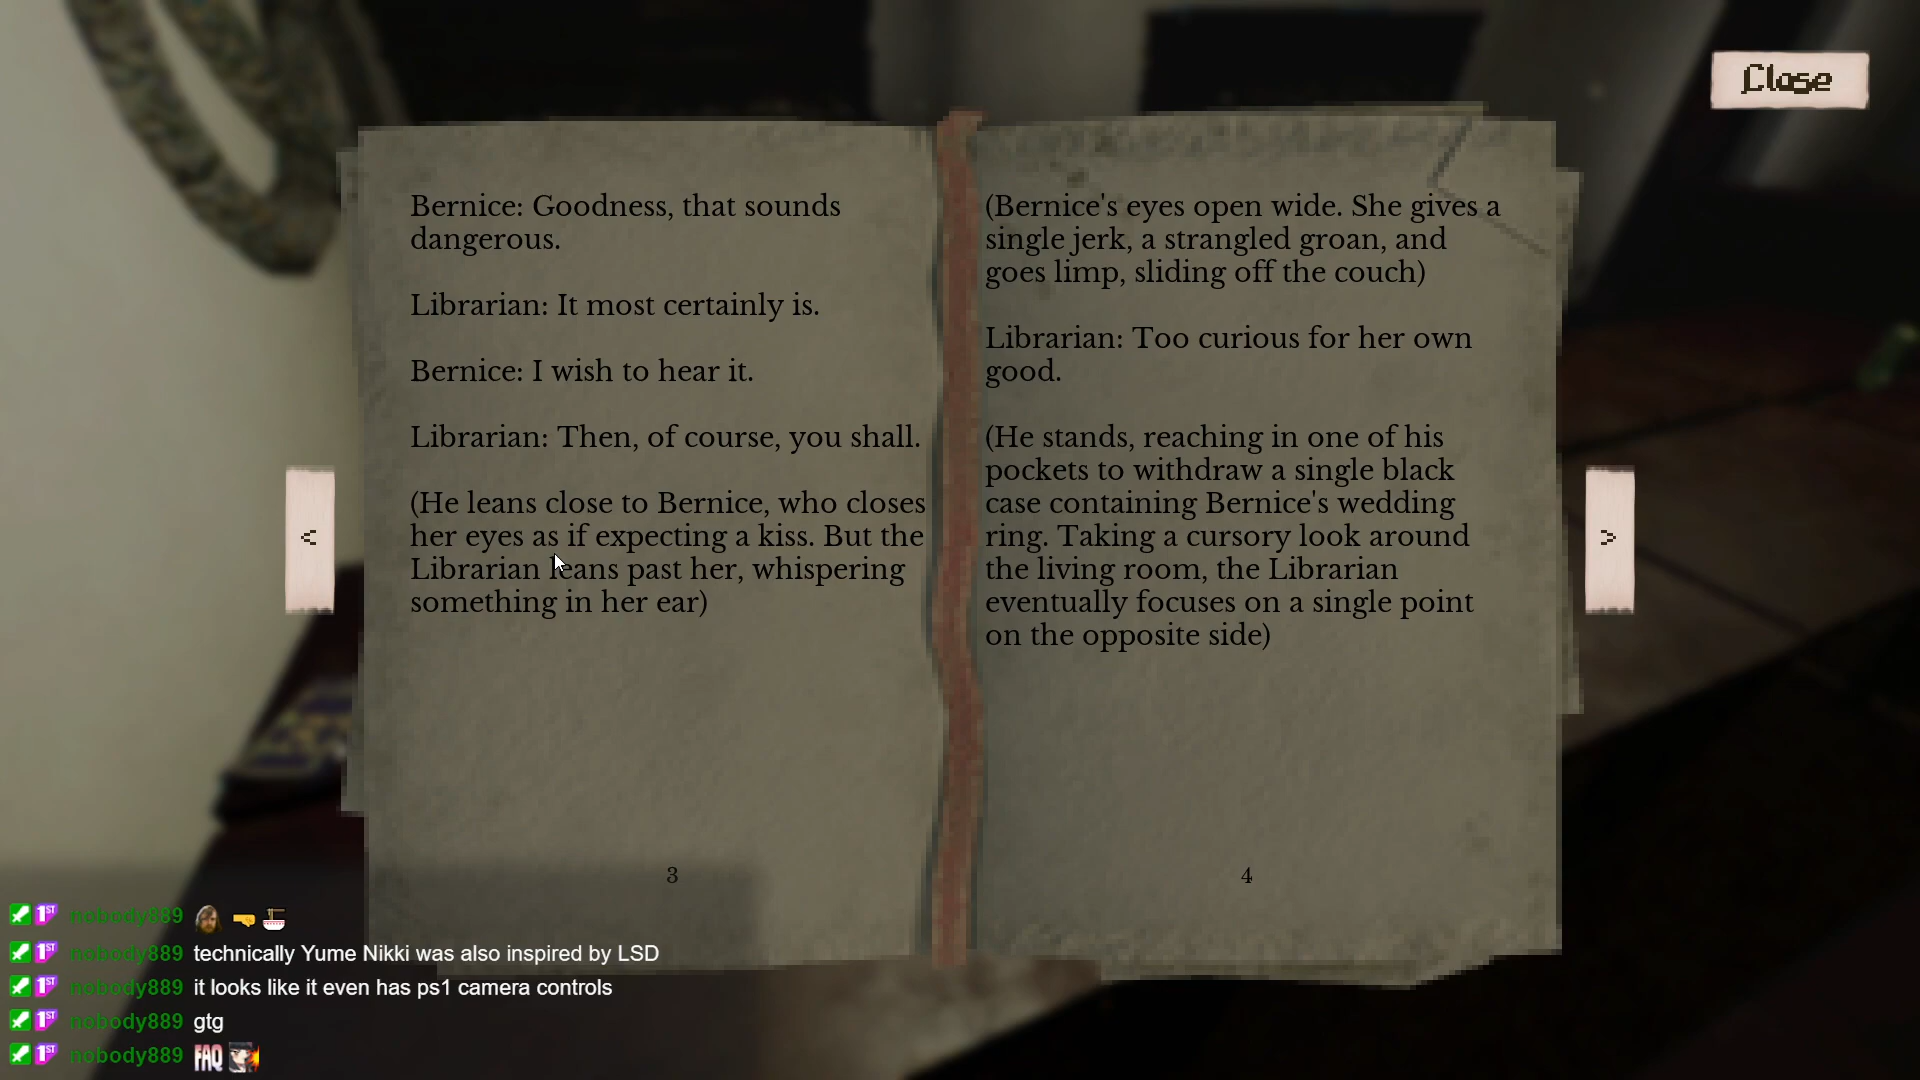 Close
Bernice: Goodness, that sounds
dangerous.
Librarian: It most certainly is.
Bernice: I wish to hear it.
Librarian: Then, of course, you shall.
(He leans close to Bernice, who closes
her eyes as if expecting a kiss. But the
Librarian leans past her, whispering
something in her ear)
3
(Bernice's eyes open wide. She gives a
single jerk, a strangled groan, and
goes limp, sliding off the couch)
Librarian: Too curious for her own
good.
(He stands, reaching in one of his
pockets to withdraw a single black
case containing Bernice's wedding
ring. Taking a cursory look around
the living room, the Librarian
eventually focuses on a single point
on the opposite side)
4
<
>
1ST nobody889
1ST nobody889 technically Yume Nikki was also inspired by LSD
1ST nobody889 it looks like it even has ps1 camera controls
1ST nobody889 gtg
1ST nobody889 FAQ